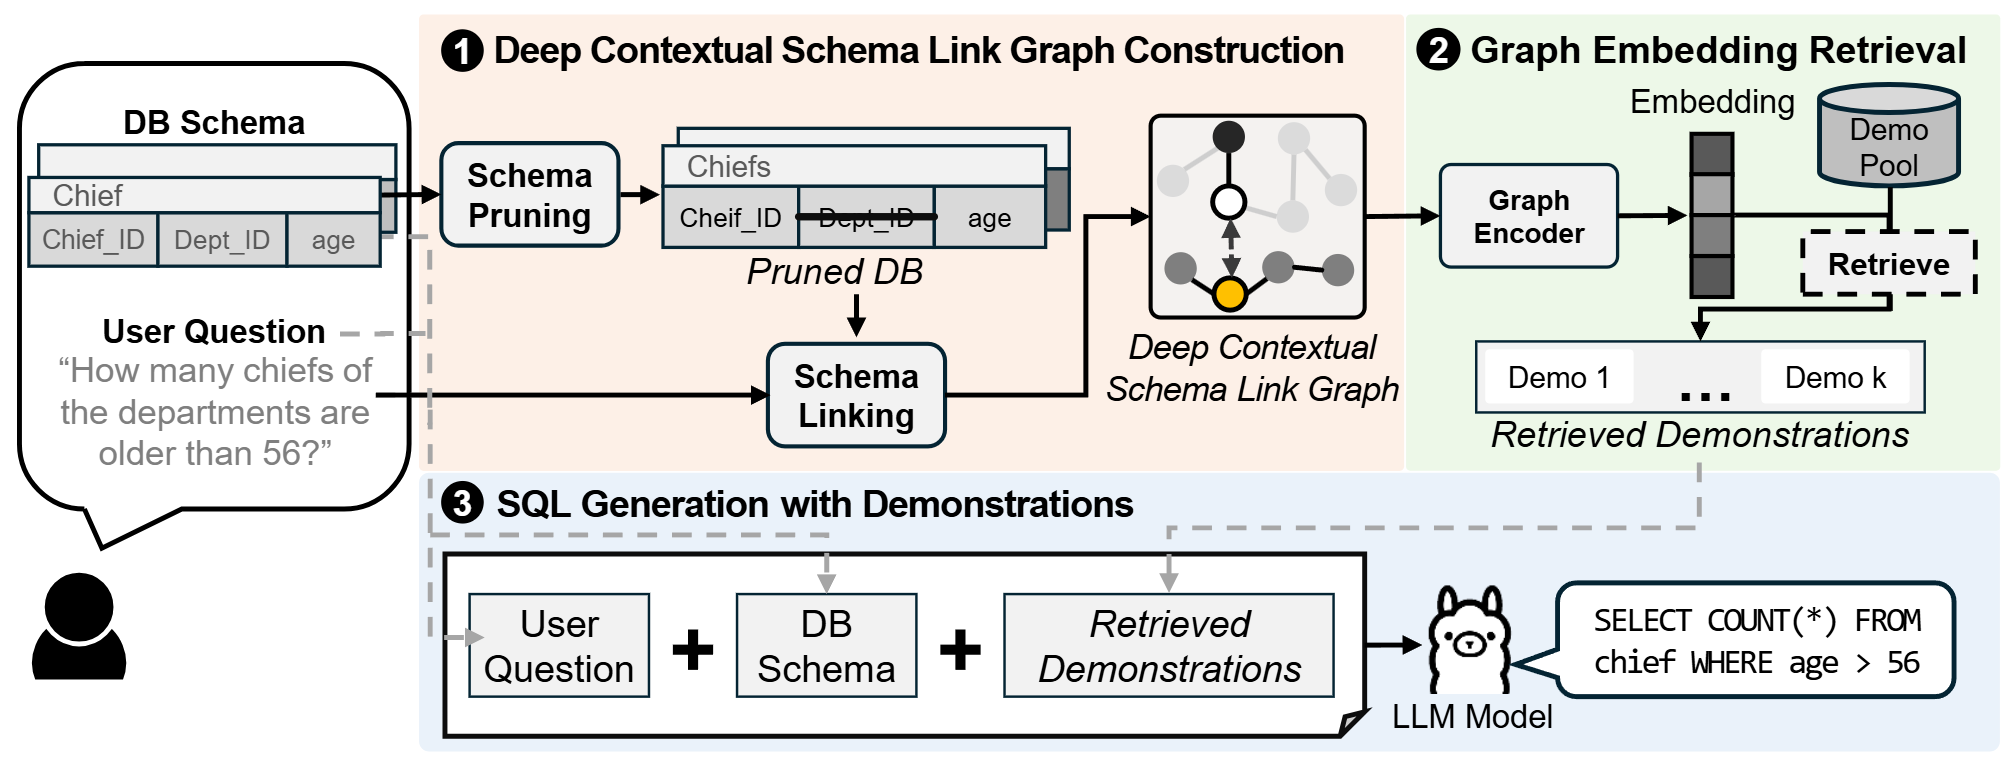 DB Schema
Chief
Chief_ID Dept_ID age
User Question
“How many chiefs of
the departments are
older than 56?”
1 Deep Contextual Schema Link Graph Construction
Schema
Pruning
Chiefs
Cheif_ID Dept_ID age
Pruned DB
Schema
Linking
Deep Contextual
Schema Link Graph
2 Graph Embedding Retrieval
Embedding
Demo
Pool
Graph
Encoder
Retrieve
Demo 1 ... Demo k
Retrieved Demonstrations
3 SQL Generation with Demonstrations
User
Question
+
DB
Schema
+
Retrieved
Demonstrations
LLM Model
SELECT COUNT(*) FROM
chief WHERE age > 56